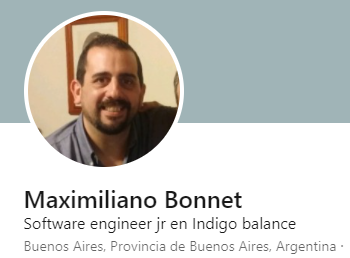 Maximiliano Bonnet
Software engineer jr en Indigo balance
Buenos Aires, Provincia de Buenos Aires, Argentina ·